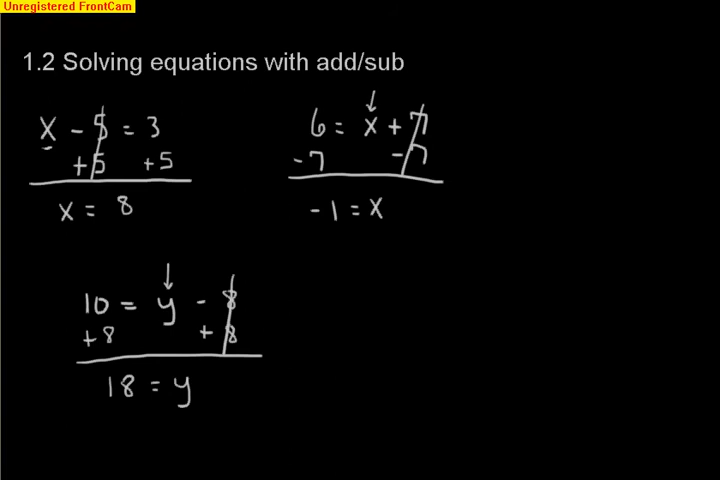 Unregistered FrontCam
1.2 Solving equations with add/sub
x - 5 = 3
+5 +5
x = 8
6 = x + 7
-7 -7
-1 = x
10 = y - 8
+8 +8
18 = y